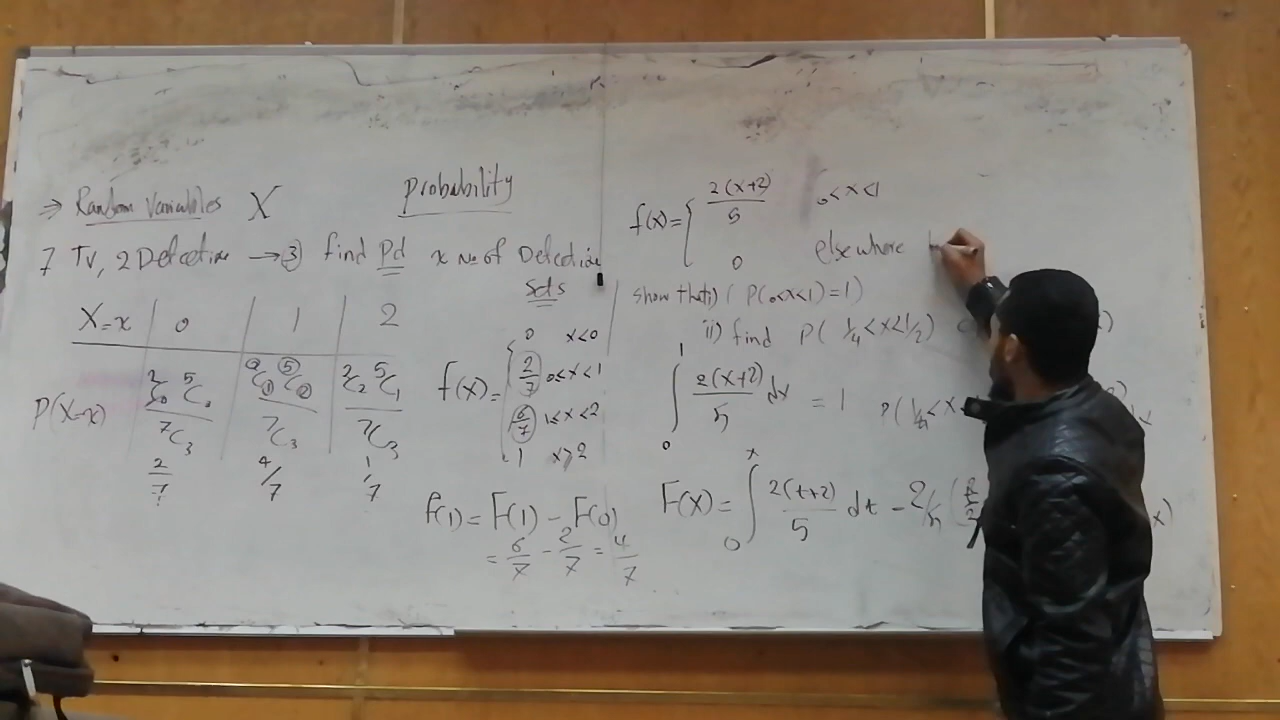 probability
⇒ Random Variables X
7 Tv, 2 Defective → ③ find Pd x No of Defective
sets
X=x | 0 | 1 | 2
P(X=x) ²C₀ ⁵C₃ / ⁷C₃
²C₂ ⁵C₁ / ⁷C₃
2/7 4/7 1/7
f(x)= { 0 x<0
2/7 0≤x<1
6/7 1≤x<2
1 x≥2
f(1) = F(1) - F(0)
= 6/7 - 2/7 = 4/7
f(x)= { 2(x+2)/5 0<x<1
0 elsewhere
show that i) ( P(0<x<1)=1)
ii) find P( 1/4<x<1/2)
∫₀¹ 2(x+2)/5 dx = 1
F(x) = ∫₀ˣ 2(t+2)/5 dt